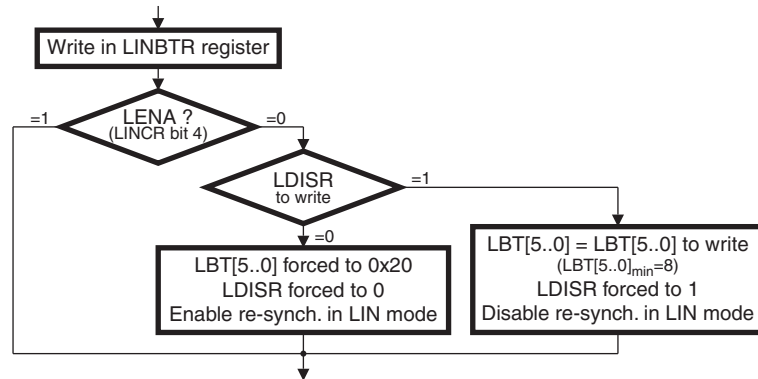 Write in LINBTR register
LENA ?
(LINCR bit 4)
=1
=0
LDISR
to write
=1
=0
LBT[5..0] forced to 0x20
LDISR forced to 0
Enable re-synch. in LIN mode
LBT[5..0] = LBT[5..0] to write
(LBT[5..0]min=8)
LDISR forced to 1
Disable re-synch. in LIN mode